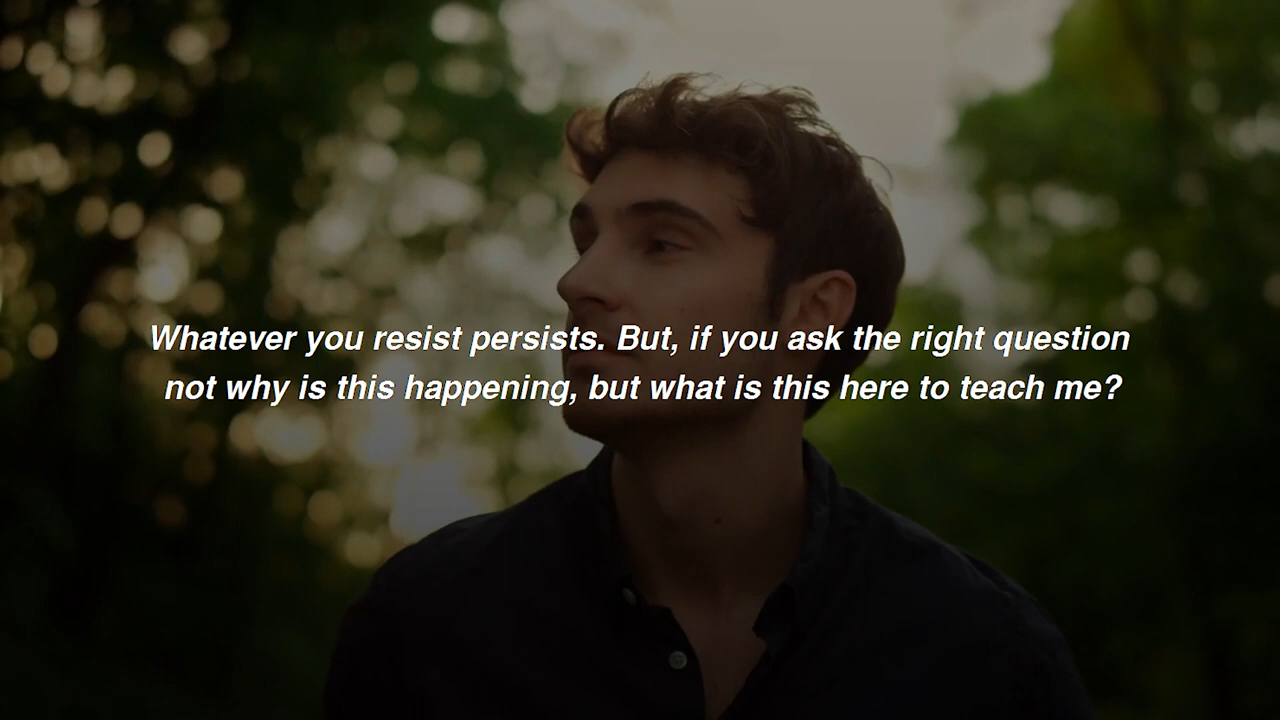 Whatever you resist persists. But, if you ask the right question
not why is this happening, but what is this here to teach me?